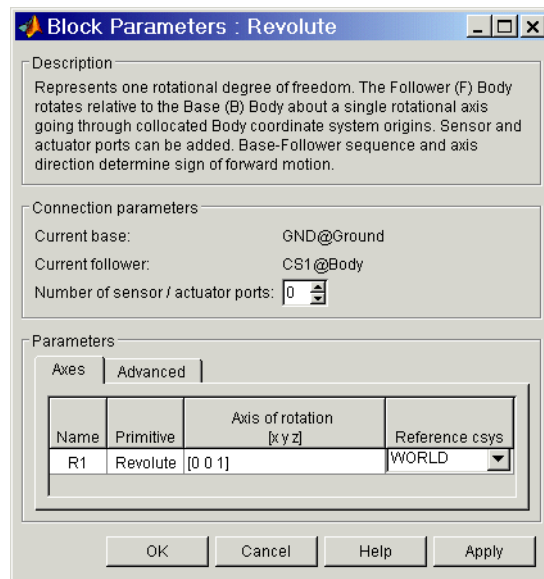 Block Parameters : Revolute
Description
Represents one rotational degree of freedom. The Follower (F) Body
rotates relative to the Base (B) Body about a single rotational axis
going through collocated Body coordinate system origins. Sensor and
actuator ports can be added. Base-Follower sequence and axis
direction determine sign of forward motion.
Connection parameters
Current base: GND@Ground
Current follower: CS1@Body
Number of sensor / actuator ports: 0
Parameters
Axes Advanced
Axis of rotation
Name Primitive [x y z] Reference csys
R1 Revolute [0 0 1] WORLD
OK Cancel Help Apply